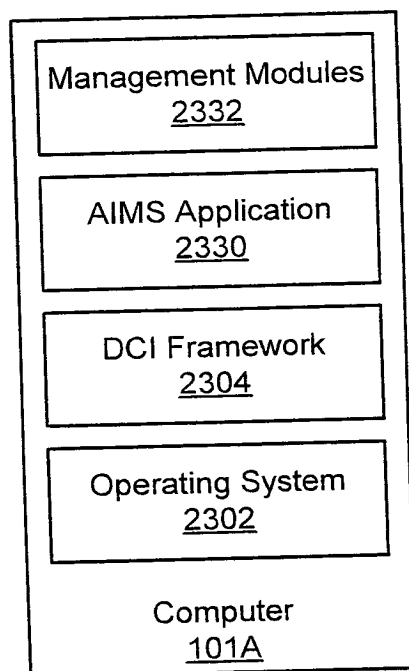 Management Modules
2332
AIMS Application
2330
DCI Framework
2304
Operating System
2302
Computer
101A